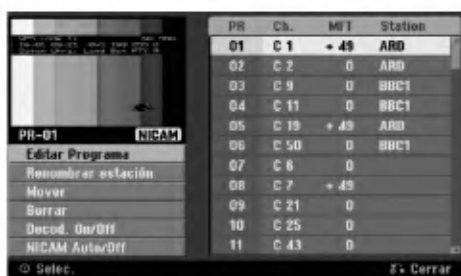 PR-01 NICAM
Editar Programa
Renombrar estación
Mover
Borrar
Decod. On/Off
NICAM Auto/Off
PR Ch. MFT Station
01 C 1 + 49 ARD
02 C 2 0 ARD
03 C 9 0 BBC1
04 C 11 0 BBC1
05 C 19 + 49 ARD
06 C 50 0 BBC1
07 C 6 0
08 C 7 + 49
09 C 21 0
10 C 25 0
11 C 43 0
Selec. Cerrar